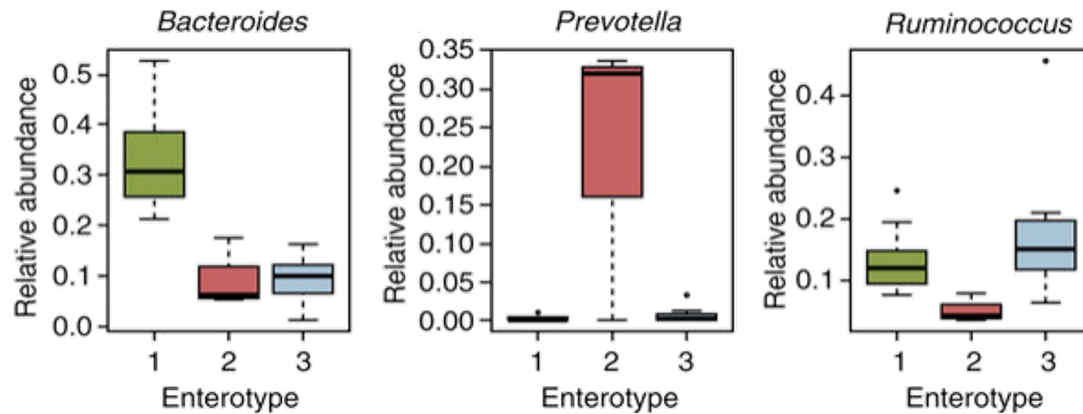 Bacteroides
Relative abundance
0.5
0.4
0.3
0.2
0.1
0.0
1 2 3
Enterotype
Prevotella
Relative abundance
0.35
0.30
0.25
0.20
0.15
0.10
0.05
0.00
1 2 3
Enterotype
Ruminococcus
Relative abundance
0.4
0.3
0.2
0.1
1 2 3
Enterotype